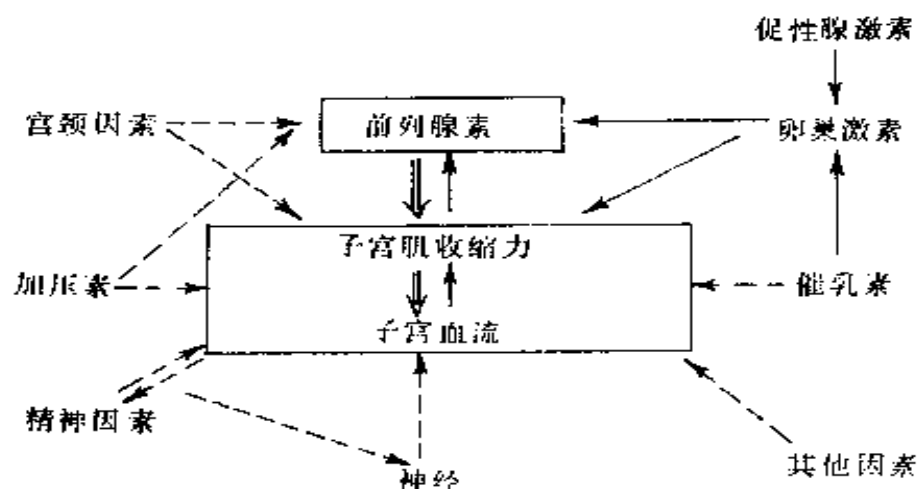 促性腺激素
宫颈因素
前列腺素
卵巢激素
子宫肌收缩力
加压素
催乳素
子宫血流
精神因素
其他因素
神经